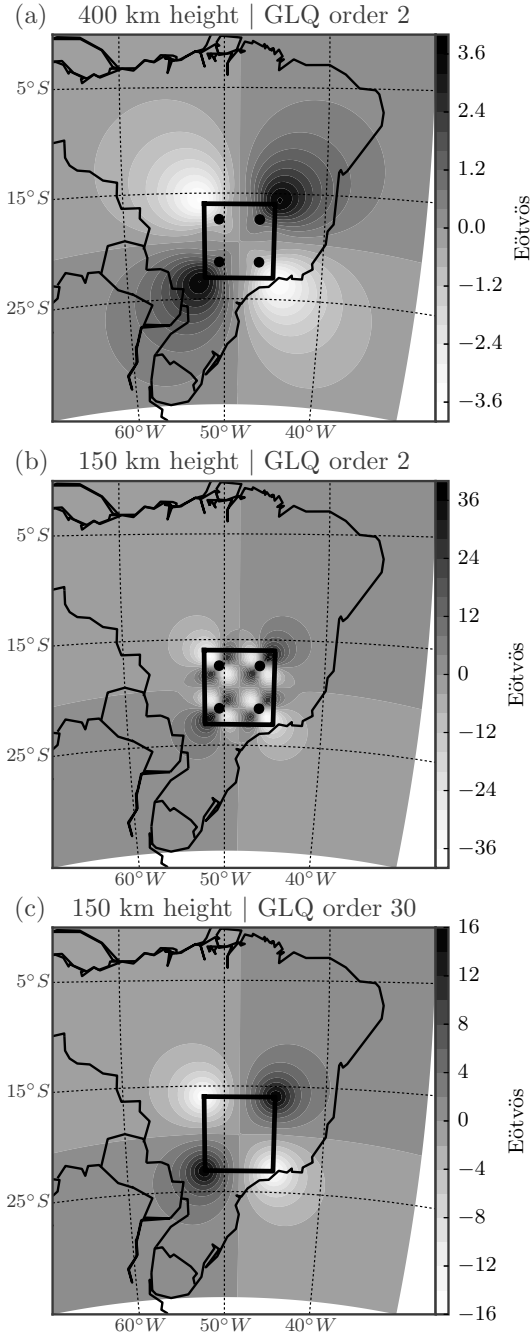 (a) 400 km height | GLQ order 2
5°S
15°S
25°S
60°W 50°W 40°W
3.6
2.4
1.2
0.0
−1.2
−2.4
−3.6
Eötvös
(b) 150 km height | GLQ order 2
5°S
15°S
25°S
60°W 50°W 40°W
36
24
12
0
−12
−24
−36
Eötvös
(c) 150 km height | GLQ order 30
5°S
15°S
25°S
60°W 50°W 40°W
16
12
8
4
0
−4
−8
−12
−16
Eötvös